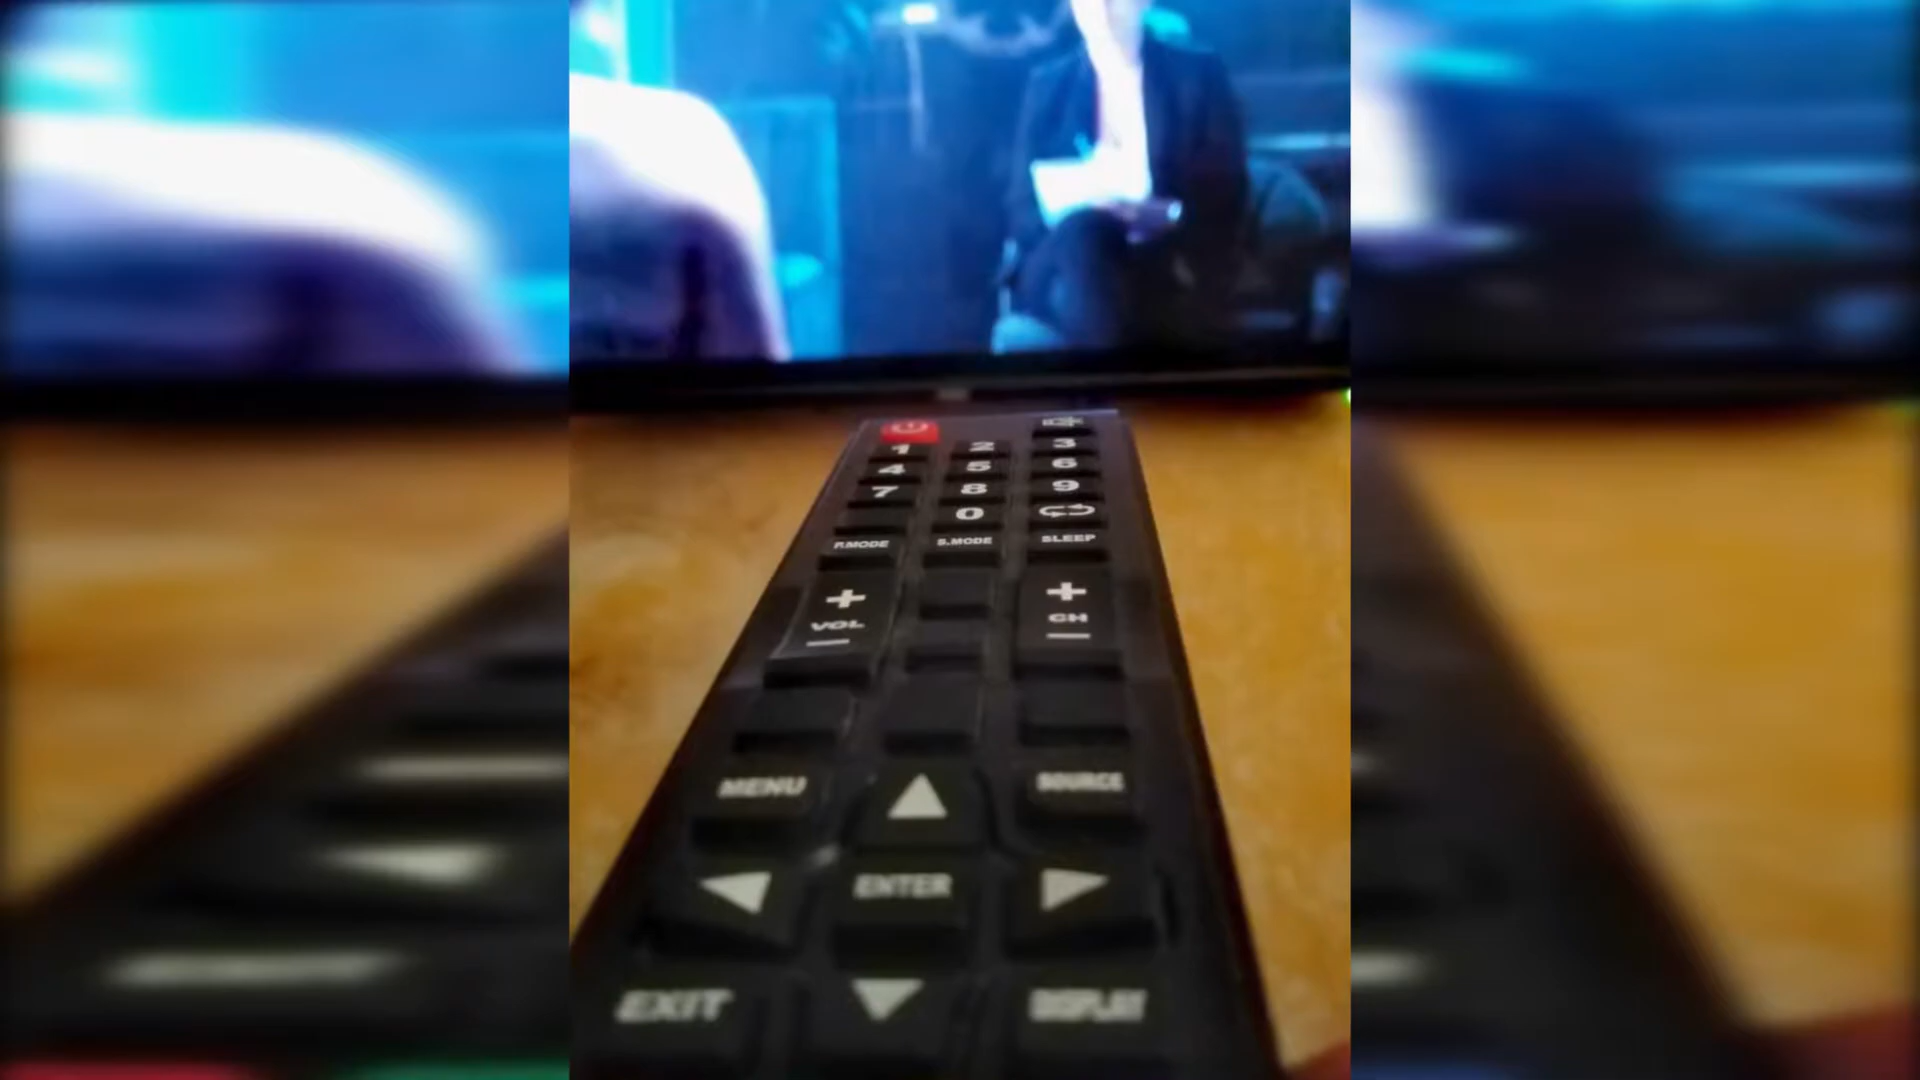 1 2 3
4 5 6
7 8 9
0
P.MODE S.MODE SLEEP
+ +
VOL CH
— —
MENU SOURCE
ENTER
EXIT DISPLAY